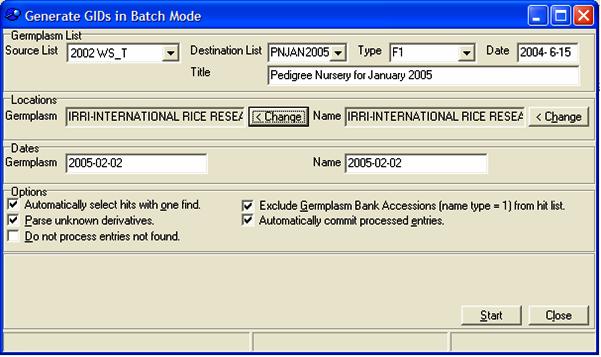 Generate GIDs in Batch Mode
Germplasm List
Source List 2002 WS_T Destination List PNJAN2005 Type F1 Date 2004- 6-15
Title Pedigree Nursery for January 2005
Locations
Germplasm IRRI-INTERNATIONAL RICE RESEA < Change Name IRRI-INTERNATIONAL RICE RESEA < Change
Dates
Germplasm 2005-02-02 Name 2005-02-02
Options
Automatically select hits with one find. Exclude Germplasm Bank Accessions (name type = 1) from hit list.
Parse unknown derivatives. Automatically commit processed entries.
Do not process entries not found.
Start Close